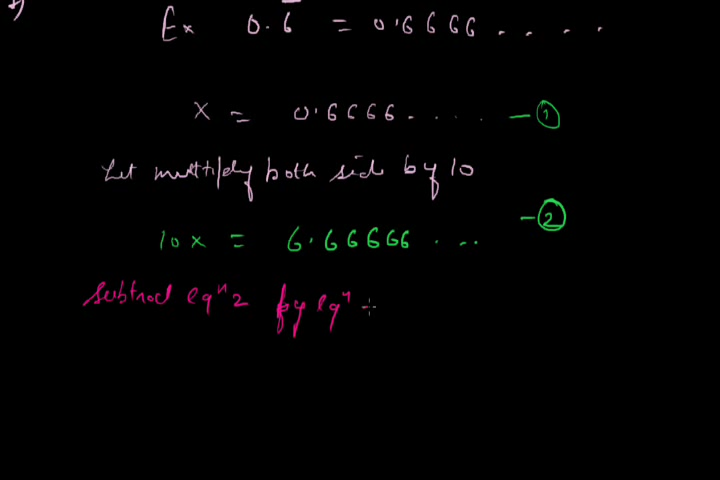 Ex 0.6̅ = 0.6666 . . . .
x = 0.6666 . . . . . - ①
Let multiply both side by 10
10x = 6.66666 . . . - ②
Subtract eqⁿ 2 by eqⁿ